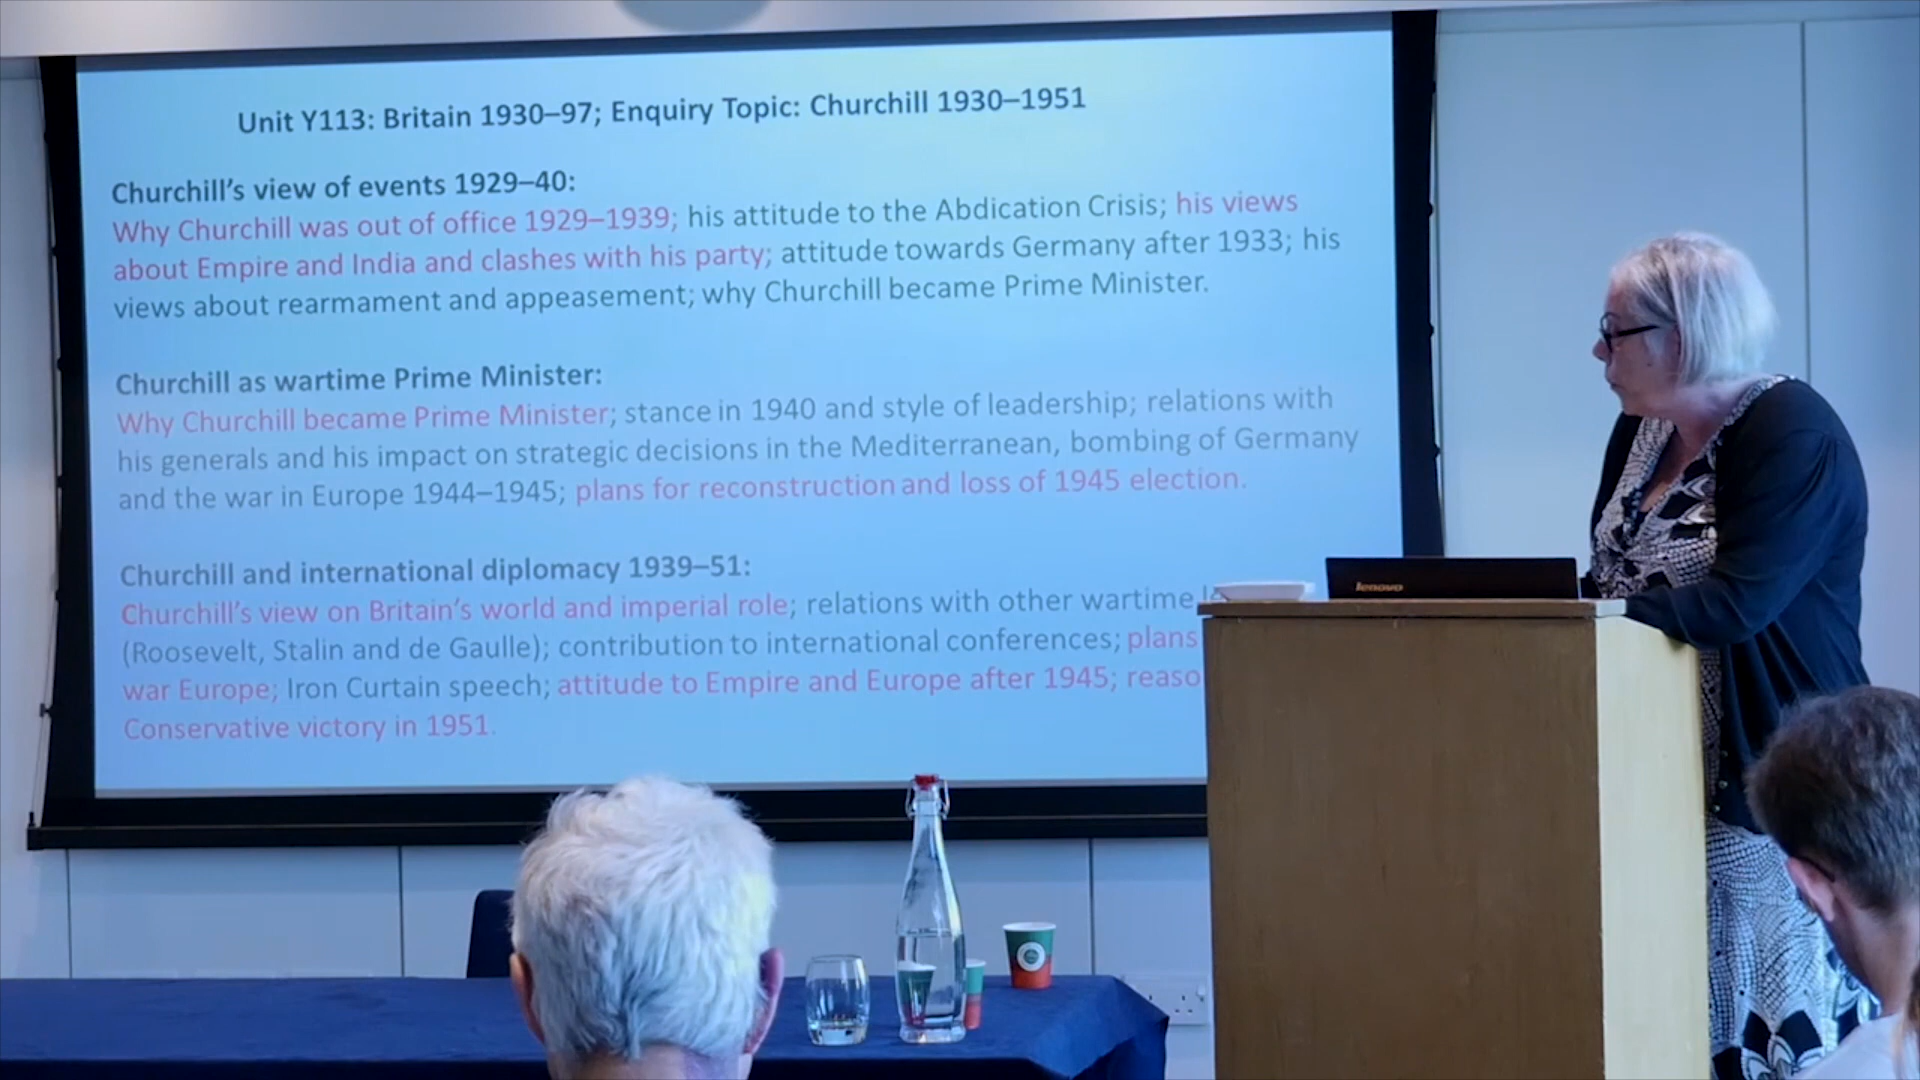 Unit Y113: Britain 1930–97; Enquiry Topic: Churchill 1930–1951
Churchill’s view of events 1929–40:
Why Churchill was out of office 1929–1939; his attitude to the Abdication Crisis; his views
about Empire and India and clashes with his party; attitude towards Germany after 1933; his
views about rearmament and appeasement; why Churchill became Prime Minister.
Churchill as wartime Prime Minister:
Why Churchill became Prime Minister; stance in 1940 and style of leadership; relations with
his generals and his impact on strategic decisions in the Mediterranean, bombing of Germany
and the war in Europe 1944–1945; plans for reconstruction and loss of 1945 election.
Churchill and international diplomacy 1939–51:
Churchill’s view on Britain’s world and imperial role; relations with other wartime
(Roosevelt, Stalin and de Gaulle); contribution to international conferences; plans
war Europe; Iron Curtain speech; attitude to Empire and Europe after 1945; reaso
Conservative victory in 1951.
lenovo